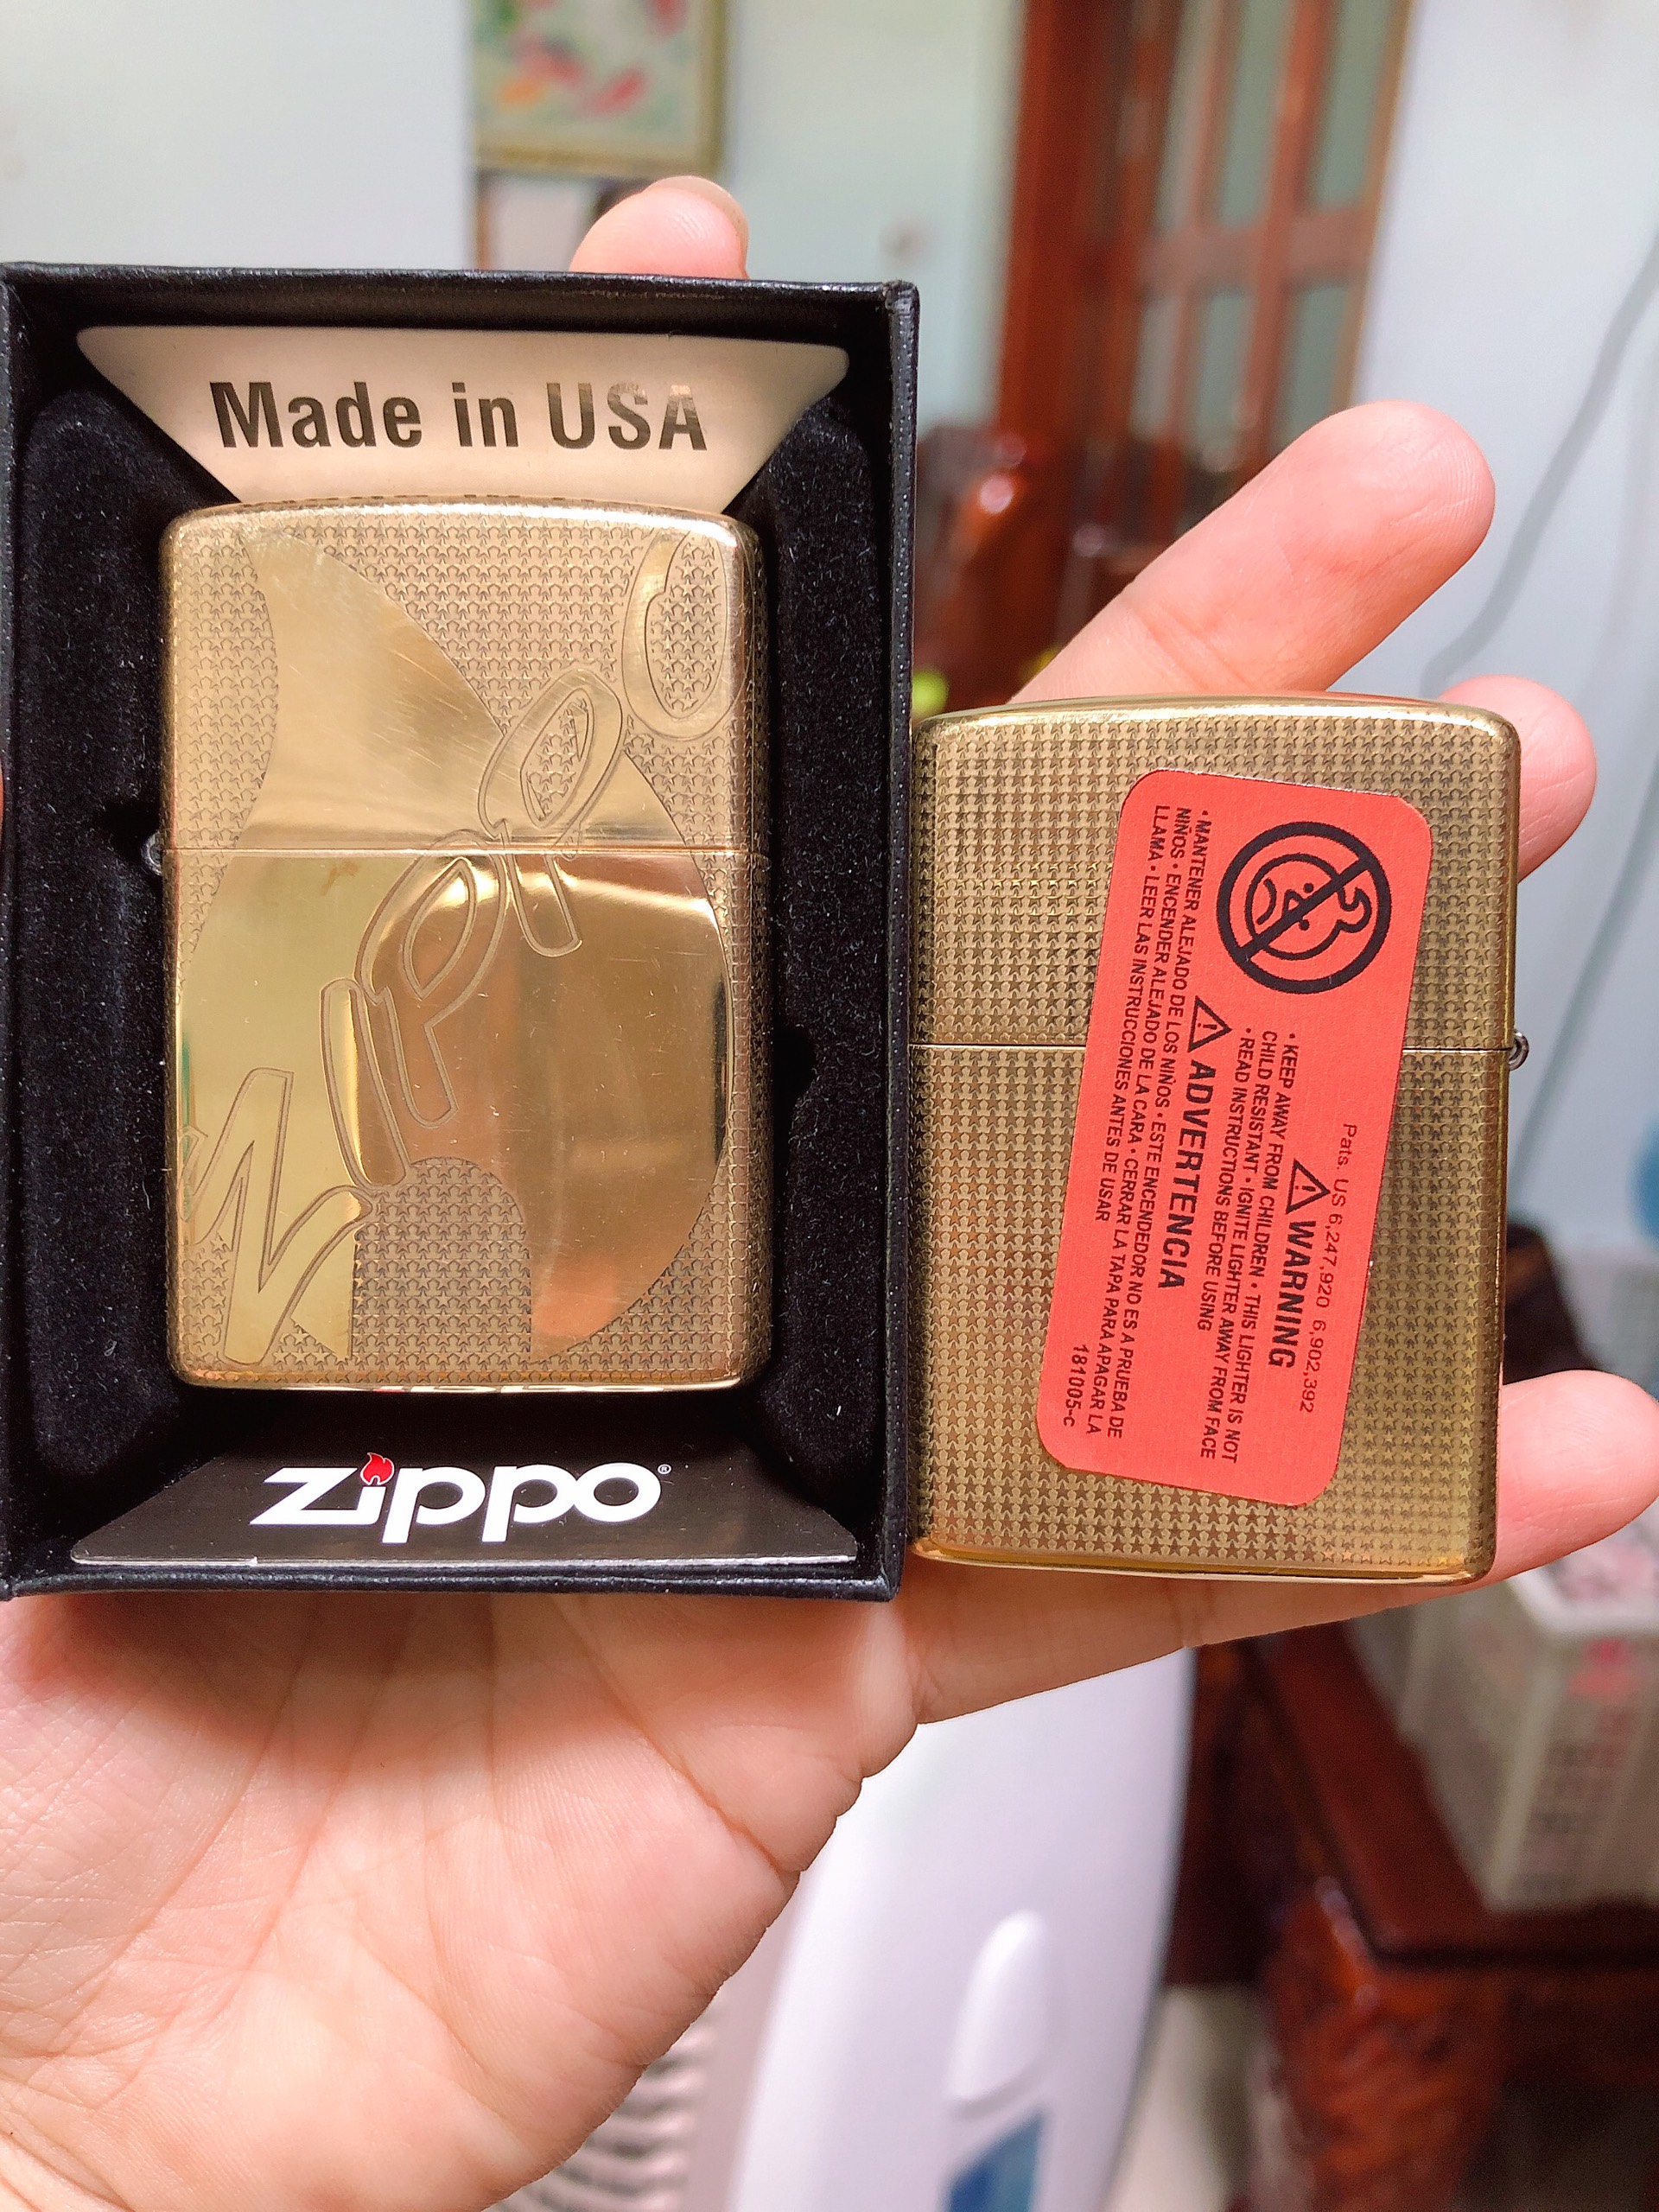 Made in USA
ZIPPO
zippo®
Pats. US 6,247,920 6,902,392
WARNING
• KEEP AWAY FROM CHILDREN • THIS LIGHTER IS NOT
CHILD RESISTANT • IGNITE LIGHTER AWAY FROM FACE
• READ INSTRUCTIONS BEFORE USING
ADVERTENCIA
• MANTENER ALEJADO DE LOS NIÑOS • ESTE ENCENDEDOR NO ES A PRUEBA DE
NIÑOS • ENCENDER ALEJADO DE LA CARA • CERRAR LA TAPA PARA APAGAR LA
LLAMA • LEER LAS INSTRUCCIONES ANTES DE USAR
181005-c